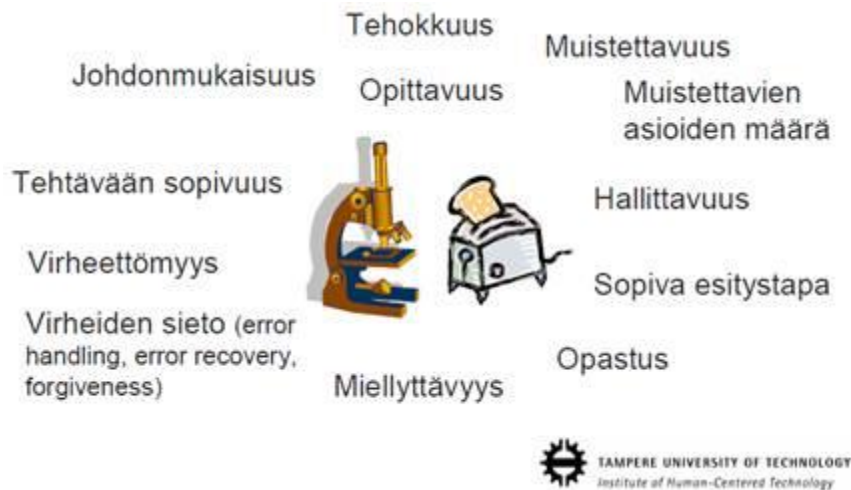 Tehokkuus
Muistettavuus
Johdonmukaisuus
Opittavuus
Muistettavien
asioiden määrä
Tehtävään sopivuus
Hallittavuus
Virheettömyys
Sopiva esitystapa
Virheiden sieto (error
handling, error recovery,
forgiveness)
Opastus
Miellyttävyys
TAMPERE UNIVERSITY OF TECHNOLOGY
Institute of Human-Centered Technology